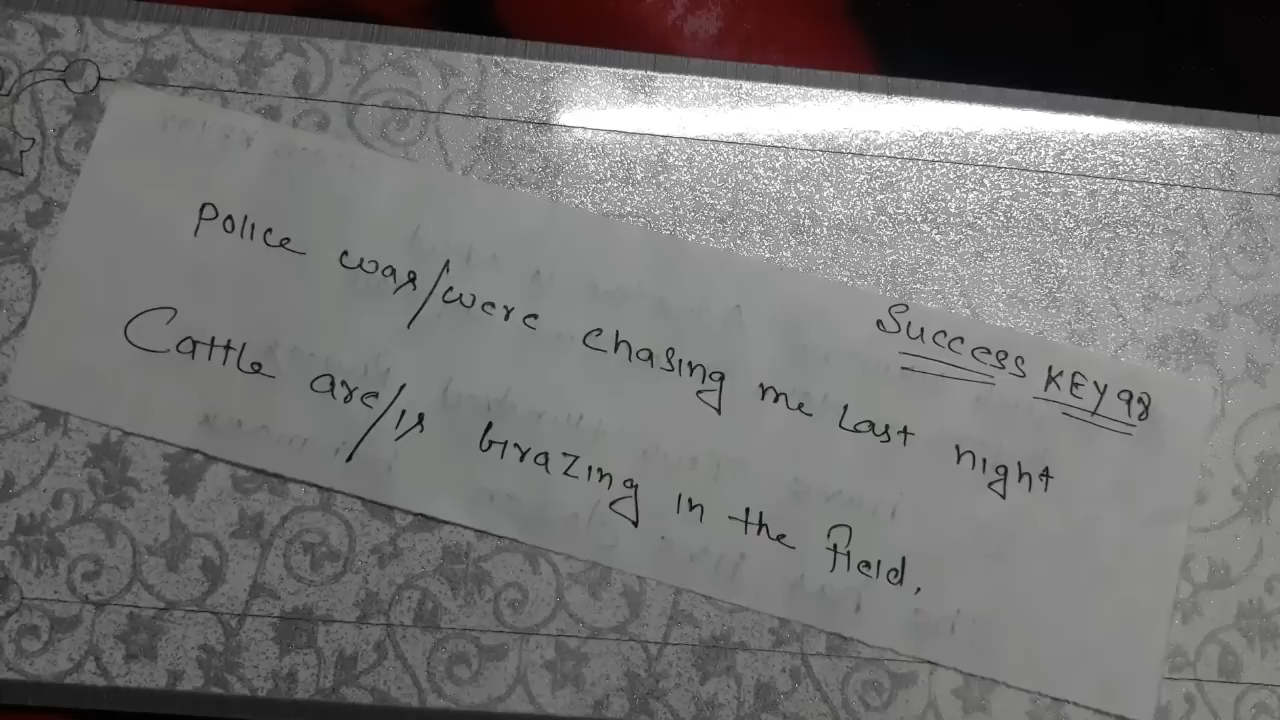 Success KEY98
Police was/were chasing me last night
Cattle are/is Grazing in the field.